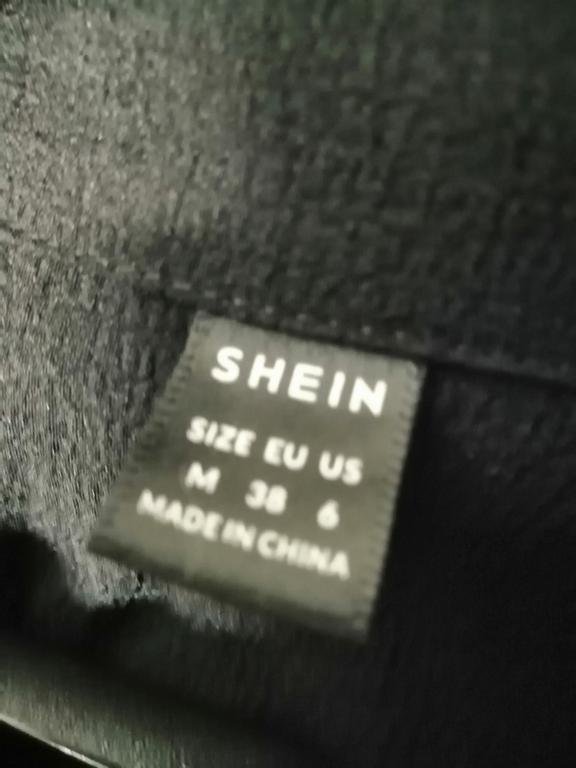 SHEIN
SIZE EU US
M 38 6
MADE IN CHINA